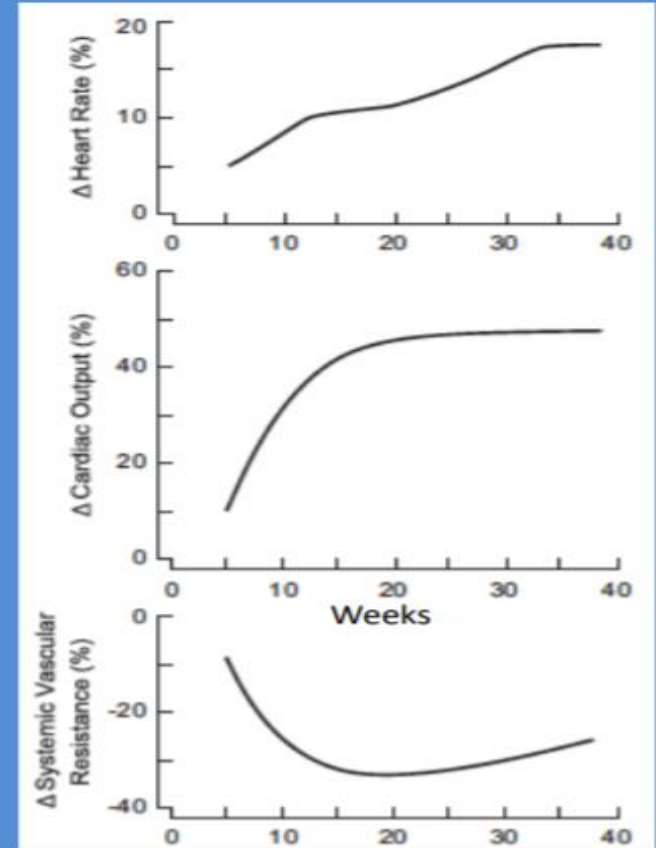 Δ Heart Rate (%)
20
10
0
0 10 20 30 40
Δ Cardiac Output (%)
60
40
20
0
0 10 20 30 40
Weeks
Δ Systemic Vascular
Resistance (%)
0
-20
-40
0 10 20 30 40